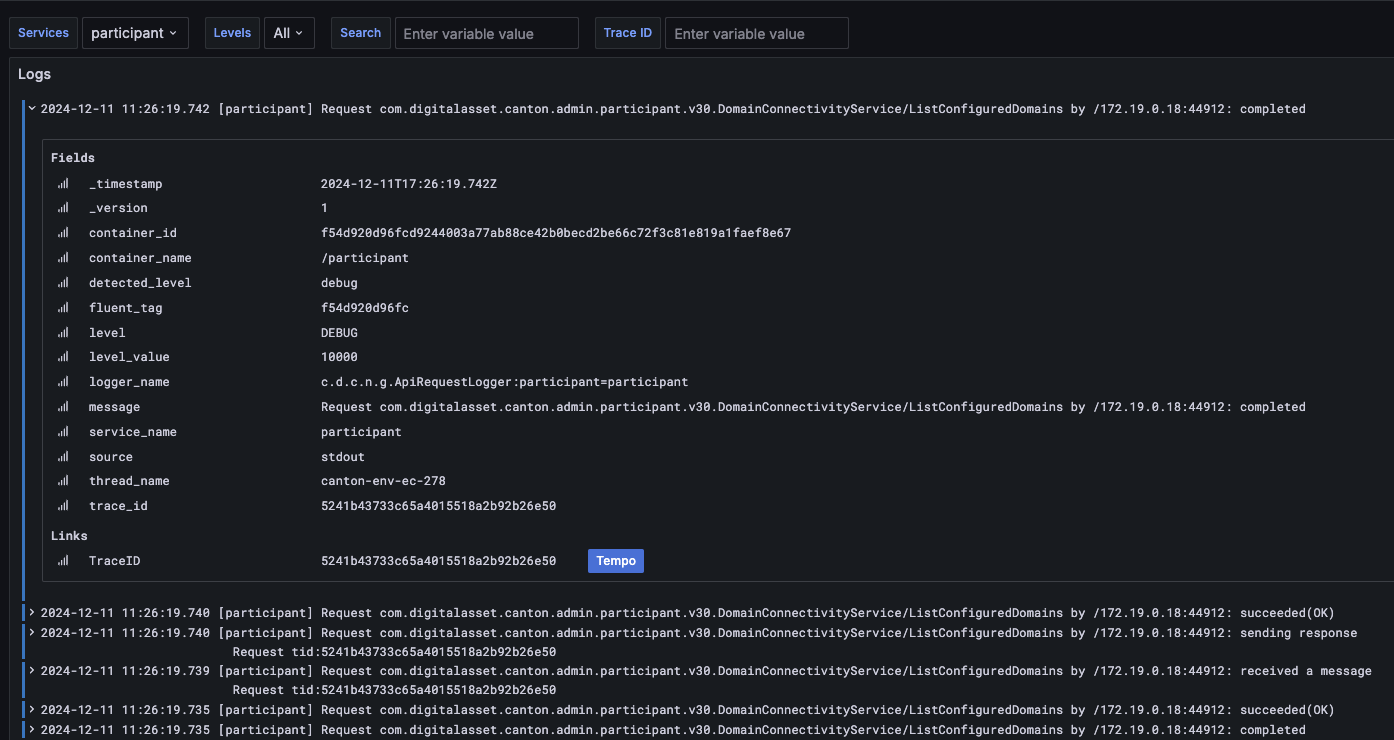 Services participant Levels All Search Enter variable value Trace ID Enter variable value
Logs
2024-12-11 11:26:19.742 [participant] Request com.digitalasset.canton.admin.participant.v30.DomainConnectivityService/ListConfiguredDomains by /172.19.0.18:44912: completed
Fields
_timestamp 2024-12-11T17:26:19.742Z
_version 1
container_id f54d920d96fcd9244003a77ab88ce42b0becd2be66c72f3c81e819a1faef8e67
container_name /participant
detected_level debug
fluent_tag f54d920d96fc
level DEBUG
level_value 10000
logger_name c.d.c.n.g.ApiRequestLogger:participant=participant
message Request com.digitalasset.canton.admin.participant.v30.DomainConnectivityService/ListConfiguredDomains by /172.19.0.18:44912: completed
service_name participant
source stdout
thread_name canton-env-ec-278
trace_id 5241b43733c65a4015518a2b92b26e50
Links
TraceID 5241b43733c65a4015518a2b92b26e50 Tempo
2024-12-11 11:26:19.740 [participant] Request com.digitalasset.canton.admin.participant.v30.DomainConnectivityService/ListConfiguredDomains by /172.19.0.18:44912: succeeded(OK)
2024-12-11 11:26:19.740 [participant] Request com.digitalasset.canton.admin.participant.v30.DomainConnectivityService/ListConfiguredDomains by /172.19.0.18:44912: sending response
Request tid:5241b43733c65a4015518a2b92b26e50
2024-12-11 11:26:19.739 [participant] Request com.digitalasset.canton.admin.participant.v30.DomainConnectivityService/ListConfiguredDomains by /172.19.0.18:44912: received a message
Request tid:5241b43733c65a4015518a2b92b26e50
2024-12-11 11:26:19.735 [participant] Request com.digitalasset.canton.admin.participant.v30.DomainConnectivityService/ListConfiguredDomains by /172.19.0.18:44912: succeeded(OK)
2024-12-11 11:26:19.735 [participant] Request com.digitalasset.canton.admin.participant.v30.DomainConnectivityService/ListConfiguredDomains by /172.19.0.18:44912: completed